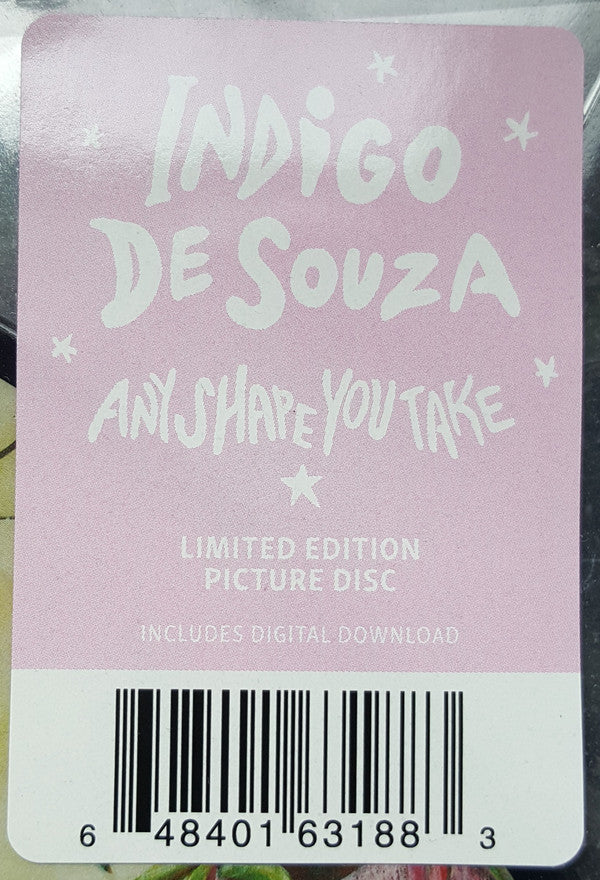 INDiGO
DE SOUZA
ANY SHAPE YOU TAKE
LIMITED EDITION
PICTURE DISC
INCLUDES DIGITAL DOWNLOAD
6 48401 63188 3